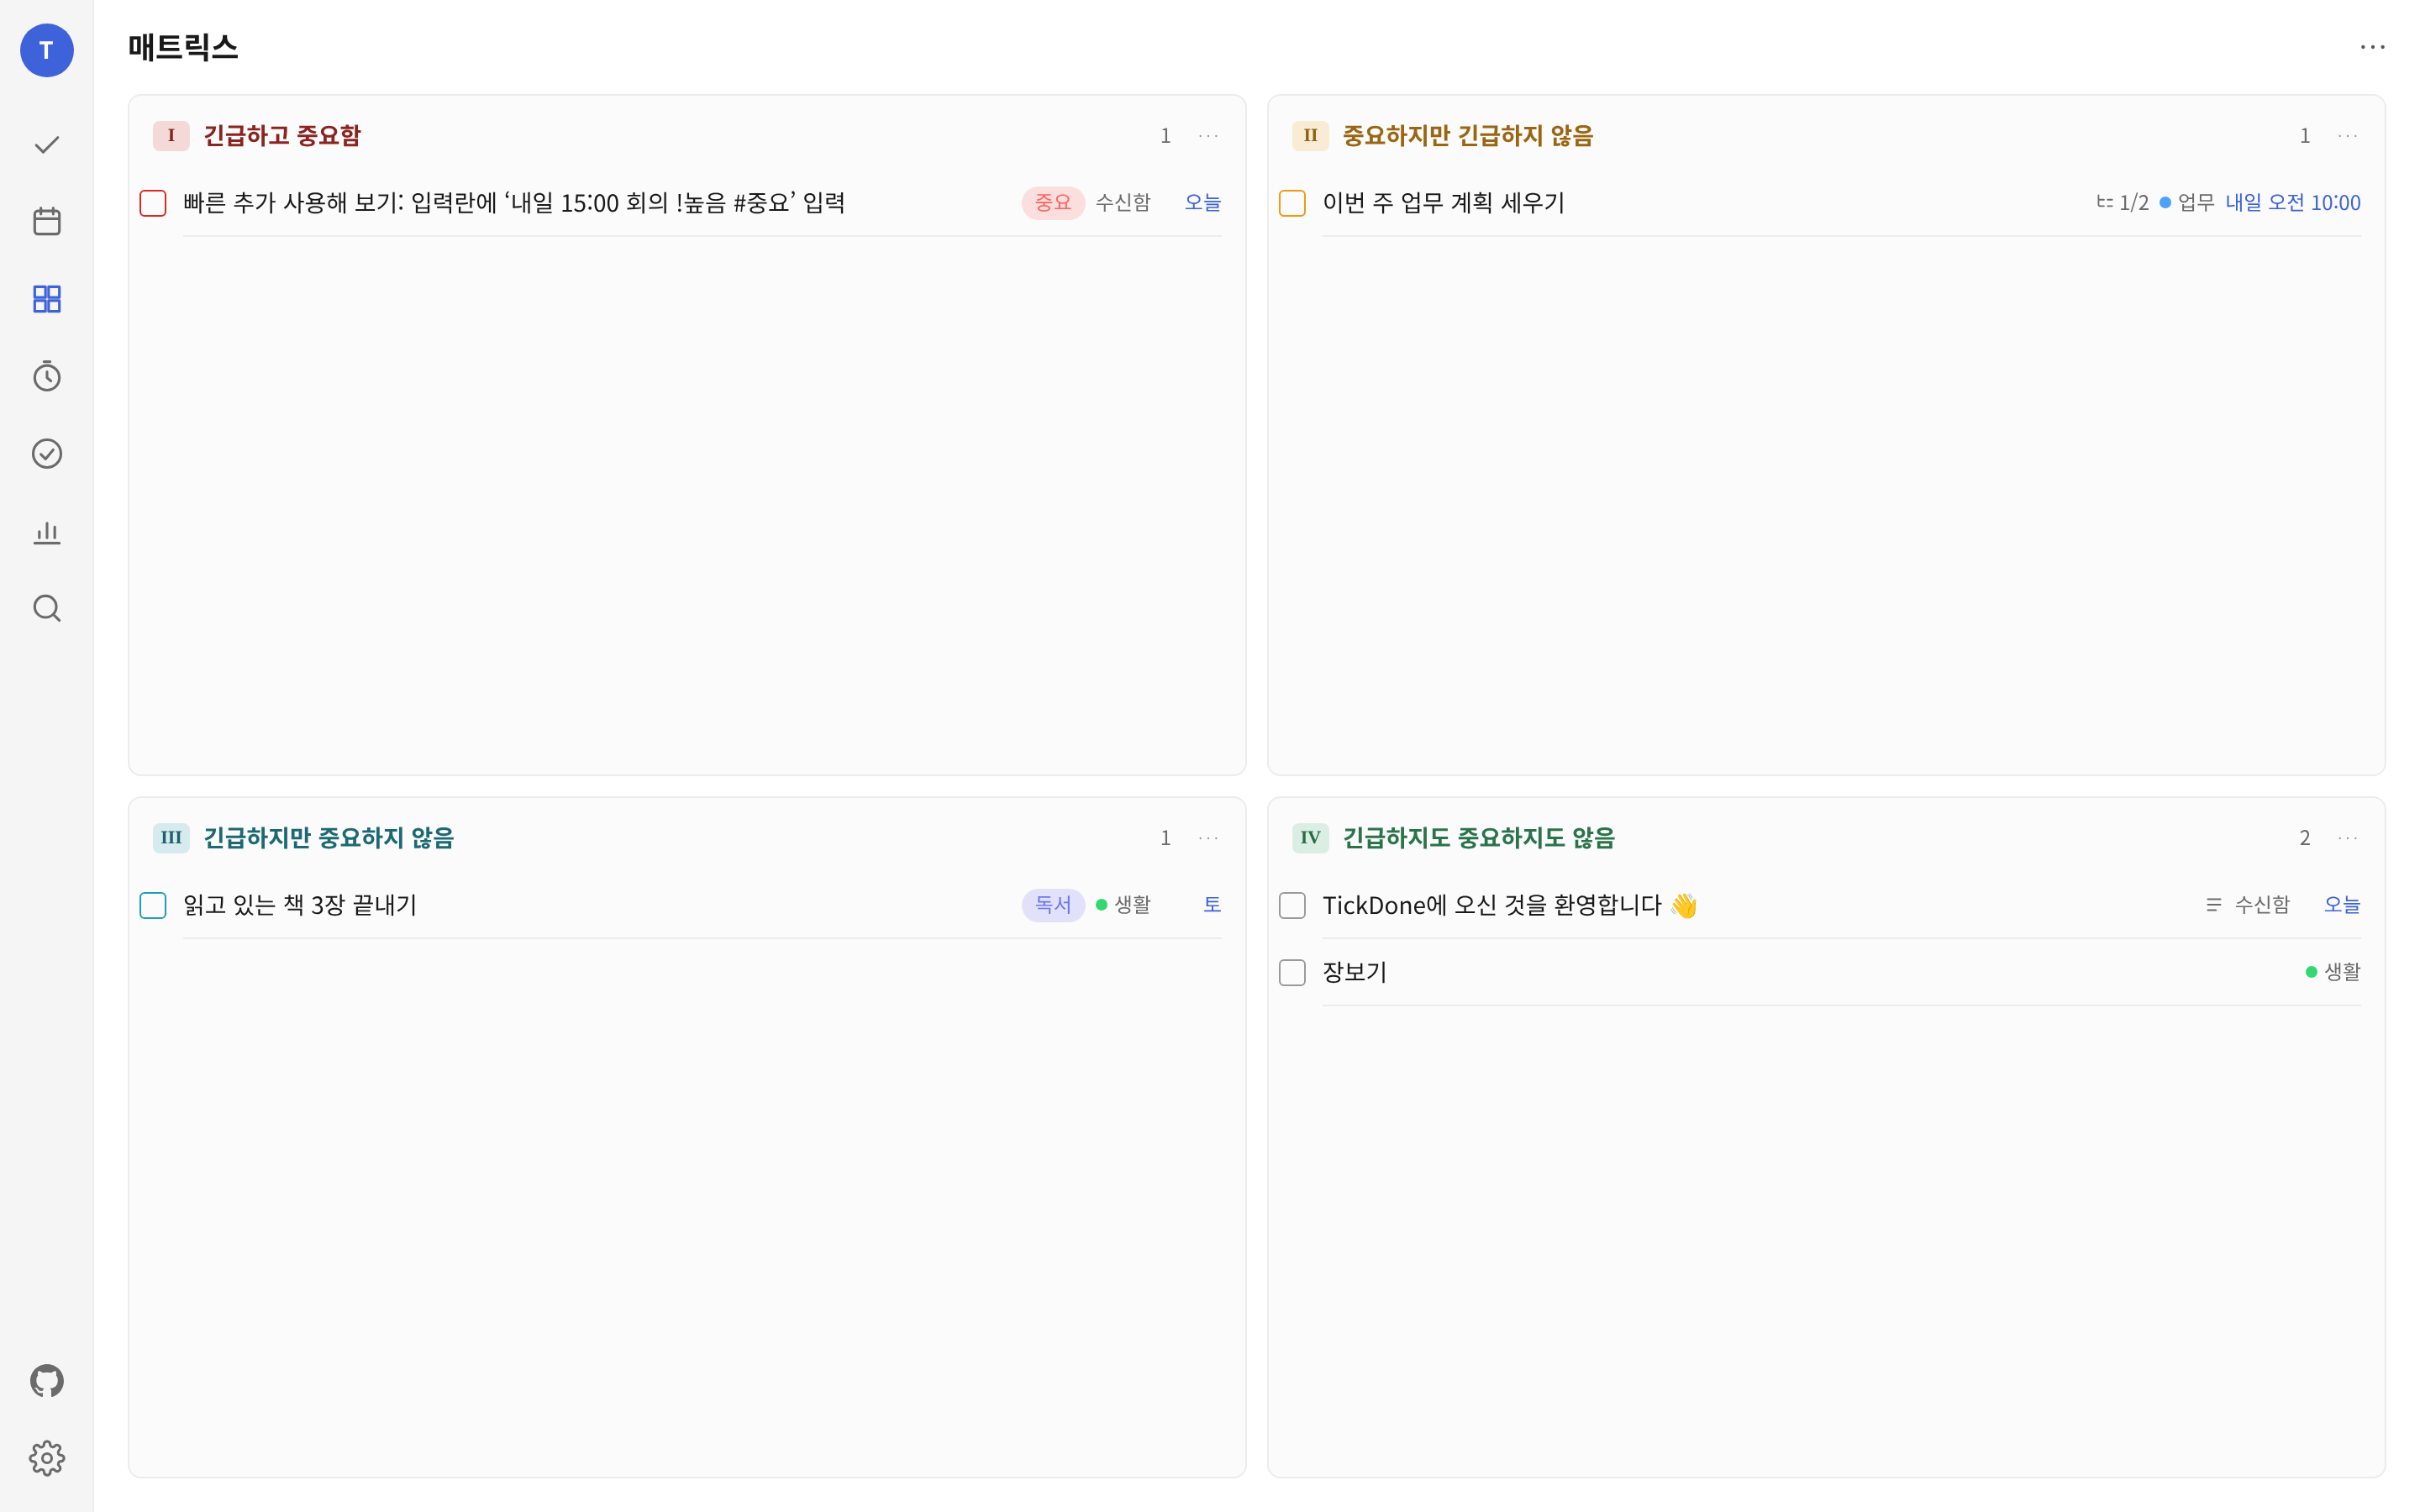 T
매트릭스
I 긴급하고 중요함 1
빠른 추가 사용해 보기: 입력란에 ‘내일 15:00 회의 !높음 #중요’ 입력 중요 수신함 오늘
II 중요하지만 긴급하지 않음 1
이번 주 업무 계획 세우기 1/2 업무 내일 오전 10:00
III 긴급하지만 중요하지 않음 1
읽고 있는 책 3장 끝내기 독서 생활 토
IV 긴급하지도 중요하지도 않음 2
TickDone에 오신 것을 환영합니다 👋 수신함 오늘
장보기 생활